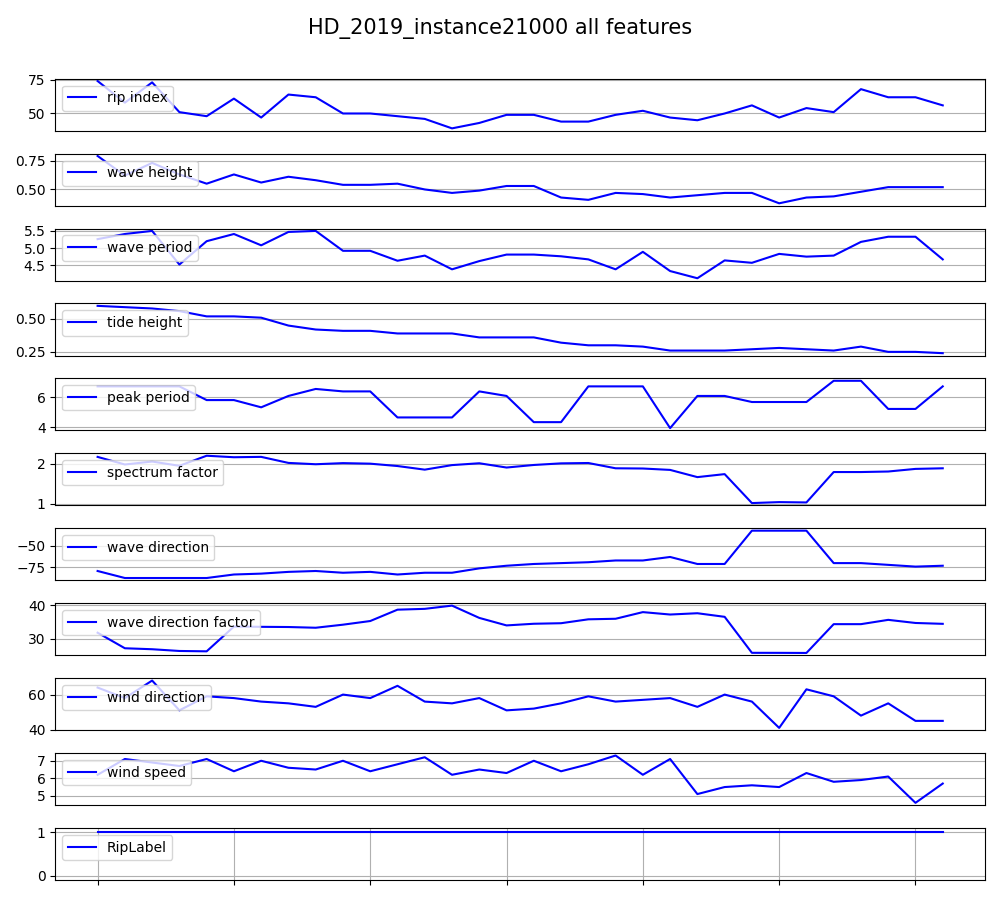 HD_2019_instance21000 all features
75
50
rip index
0.75
0.50
wave height
5.5
5.0
4.5
wave period
0.50
0.25
tide height
6
4
peak period
2
1
spectrum factor
−50
−75
wave direction
40
30
wave direction factor
60
40
wind direction
7
6
5
wind speed
1
0
RipLabel